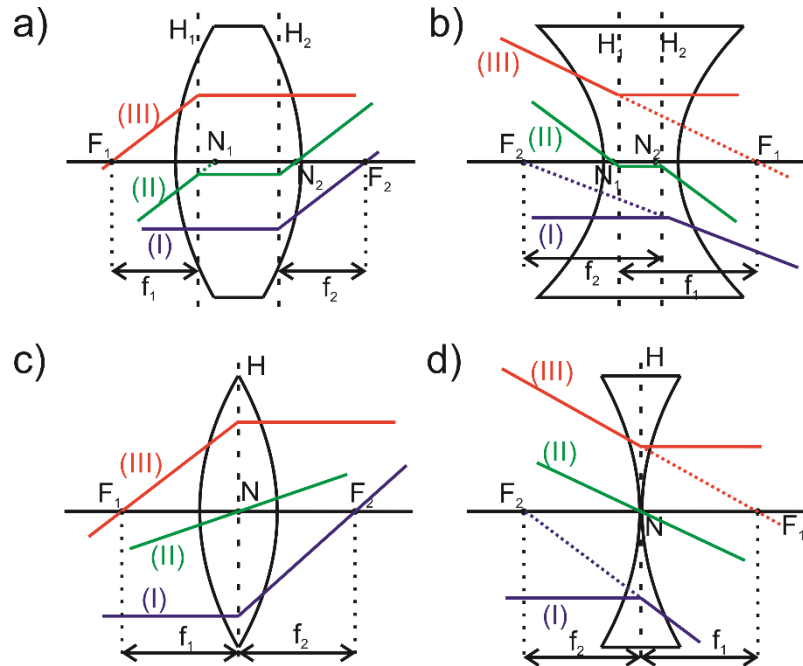 a)
H₁
H₂
(III)
F₁
N₁
(II)
N₂
F₂
(I)
f₁
f₂
b)
(III)
H₁
H₂
(II)
F₂
N₂
F₁
N₁
(I)
f₂
f₁
c)
H
(III)
F₁
N
F₂
(II)
(I)
f₁
f₂
d)
H
(III)
(II)
F₂
N
F₁
(I)
f₂
f₁